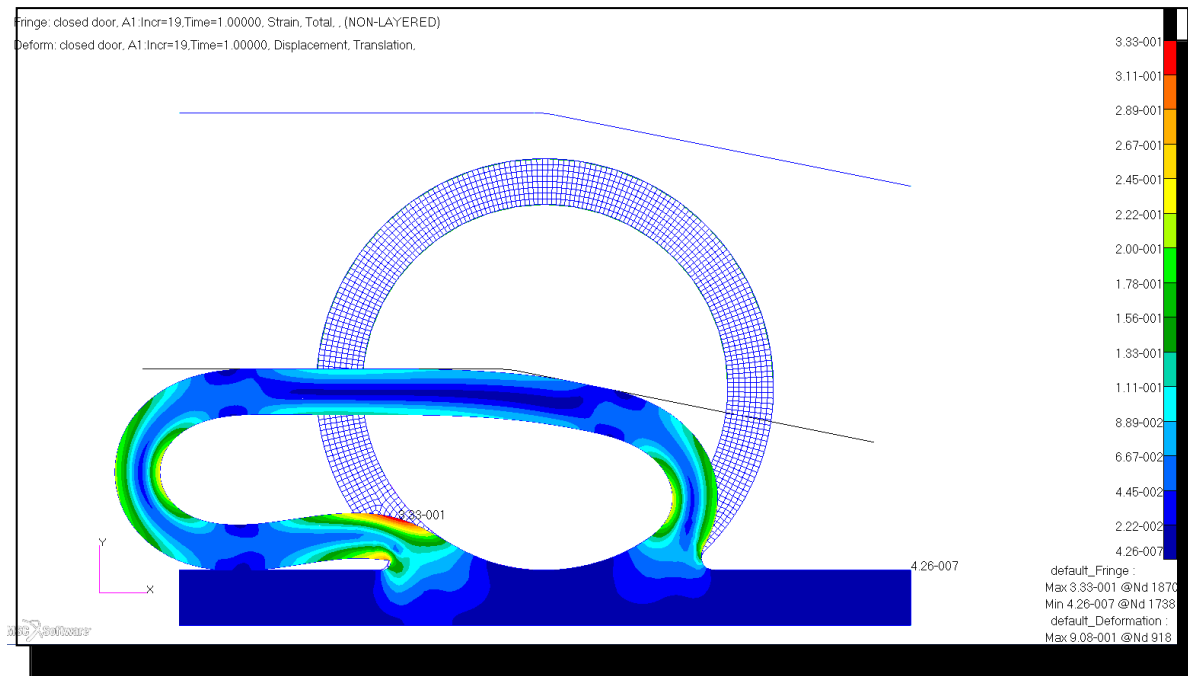 Fringe: closed door, A1:Incr=19,Time=1.00000, Strain, Total, , (NON-LAYERED)
Deform: closed door, A1:Incr=19,Time=1.00000, Displacement, Translation,
3.33-001
3.11-001
2.89-001
2.67-001
2.45-001
2.22-001
2.00-001
1.78-001
1.56-001
1.33-001
1.11-001
8.89-002
6.67-002
4.45-002
2.22-002
4.26-007
3.33-001
4.26-007
Y
X
default_Fringe :
Max 3.33-001 @Nd 1870
Min 4.26-007 @Nd 1738
default_Deformation :
Max 9.08-001 @Nd 918
MSC Software